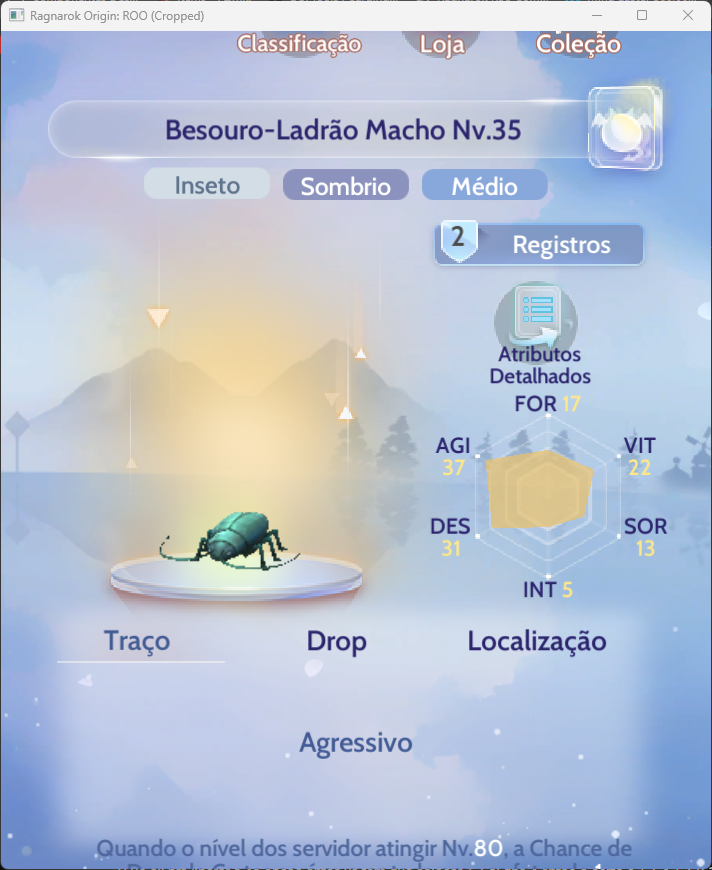 Ragnarok Origin: ROO (Cropped)
Classificação Loja Coleção
Besouro-Ladrão Macho Nv.35
Inseto Sombrio Médio
2 Registros
Atributos
Detalhados
FOR 17
AGI
37
VIT
22
DES
31
SOR
13
INT 5
Traço Drop Localização
Agressivo
Quando o nível dos servidor atingir Nv.80, a Chance de